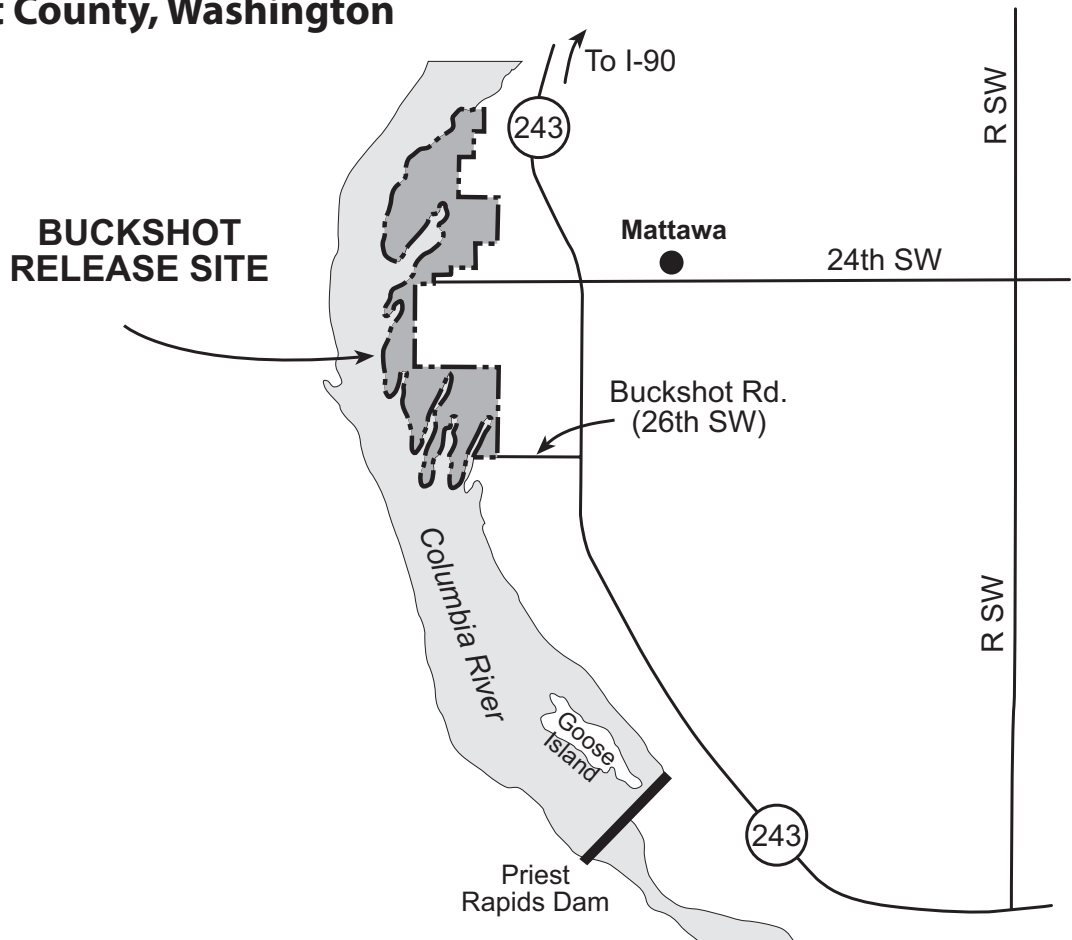 County, Washington
To I-90
243
R SW
BUCKSHOT
RELEASE SITE
Mattawa
24th SW
Buckshot Rd.
(26th SW)
Columbia River
R SW
Goose
Island
243
Priest
Rapids Dam